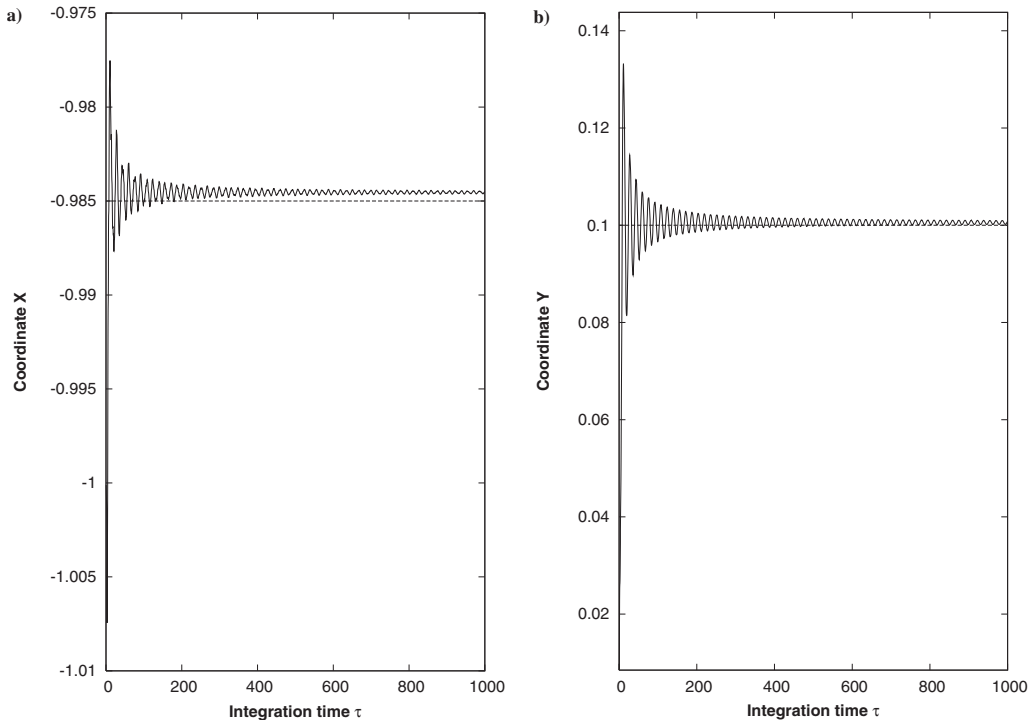 a)
-0.975
-0.98
-0.985
-0.99
-0.995
-1
-1.005
-1.01
Coordinate X
0 200 400 600 800 1000
Integration time τ
b)
0.14
0.12
0.1
0.08
0.06
0.04
0.02
Coordinate Y
0 200 400 600 800 1000
Integration time τ